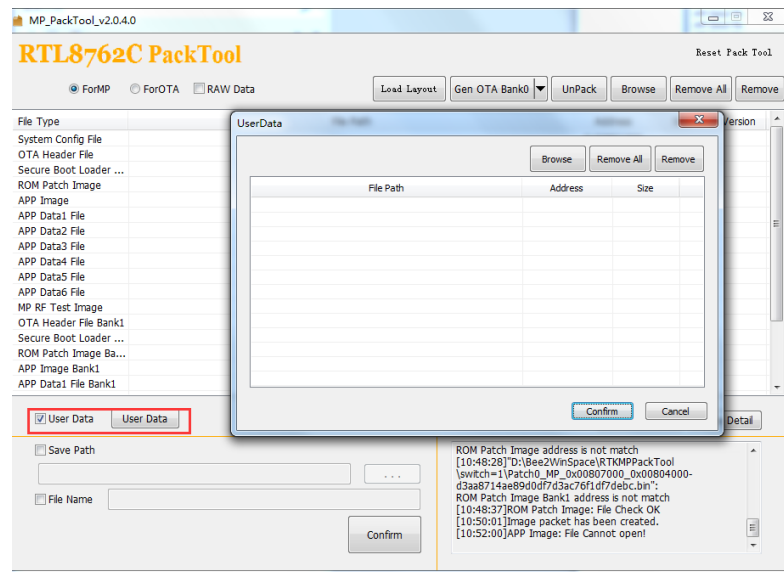 MP_PackTool_v2.0.4.0
RTL8762C PackTool
Reset Pack Tool
ForMP ForOTA RAW Data Load Layout Gen OTA Bank0 UnPack Browse Remove All Remove
File Type Version
System Config File
OTA Header File
Secure Boot Loader ...
ROM Patch Image
APP Image
APP Data1 File
APP Data2 File
APP Data3 File
APP Data4 File
APP Data5 File
APP Data6 File
MP RF Test Image
OTA Header File Bank1
Secure Boot Loader ...
ROM Patch Image Ba...
APP Image Bank1
APP Data1 File Bank1
UserData
Browse Remove All Remove
File Path Address Size
Confirm Cancel
User Data User Data Detail
Save Path
...
File Name
Confirm
ROM Patch Image address is not match
[10:48:28]"D:\Bee2WinSpace\RTKMPPackTool
\switch=1\Patch0_MP_0x00807000_0x00804000-
d3aa8714ae89d0df7d3ac76f1df7debc.bin":
ROM Patch Image Bank1 address is not match
[10:48:37]ROM Patch Image: File Check OK
[10:50:01]Image packet has been created.
[10:52:00]APP Image: File Cannot open!